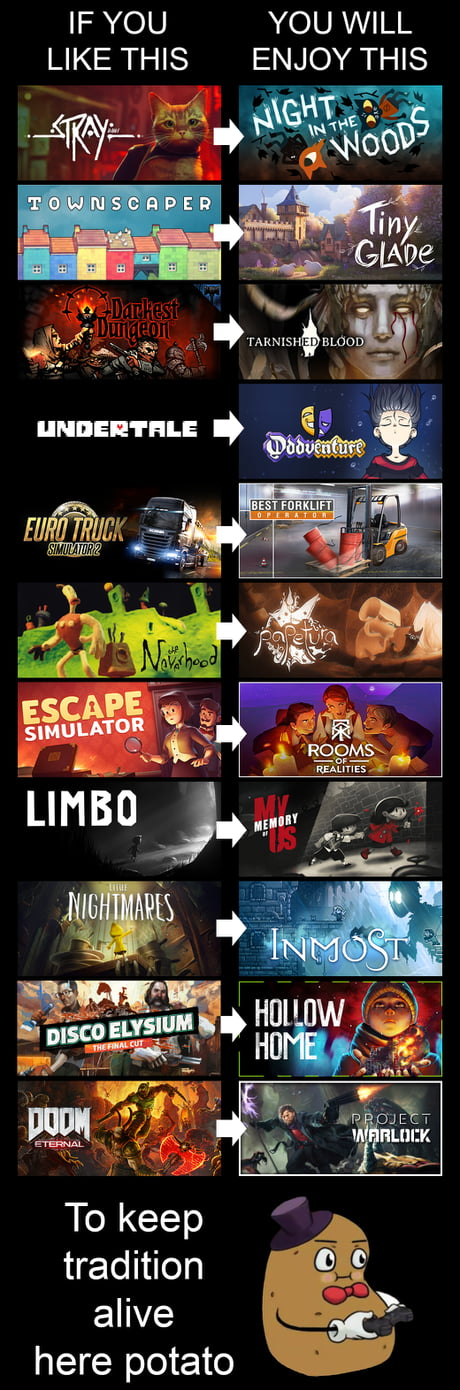 IF YOU
LIKE THIS
YOU WILL
ENJOY THIS
STRAY
NIGHT
IN THE
WOODS
TOWNSCAPER
Tiny
GLADE
Darkest
Dungeon
TARNISHED BLOOD
UNDERTALE
Oddventure
EURO TRUCK
SIMULATOR 2
BEST FORKLIFT
OPERATOR
the
Neverhood
Papetura
ESCAPE
SIMULATOR
ROOMS
OF
REALITIES
LIMBO
MY
MEMORY
OF
US
LITTLE
NIGHTMARES
INMOST
DISCO ELYSIUM
THE FINAL CUT
HOLLOW
HOME
DOOM
ETERNAL
PROJECT
WARLOCK
To keep
tradition
alive
here potato